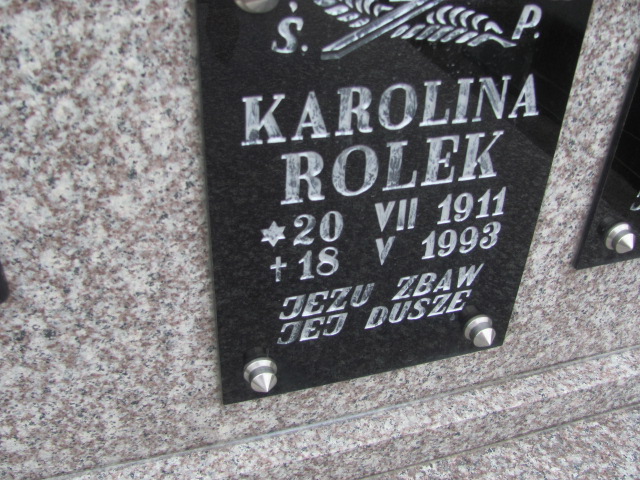 Ś. P.
KAROLINA
ROLEK
* 20 VII 1911
† 18 V 1993
JEZU ZBAW
JEJ DUSZE